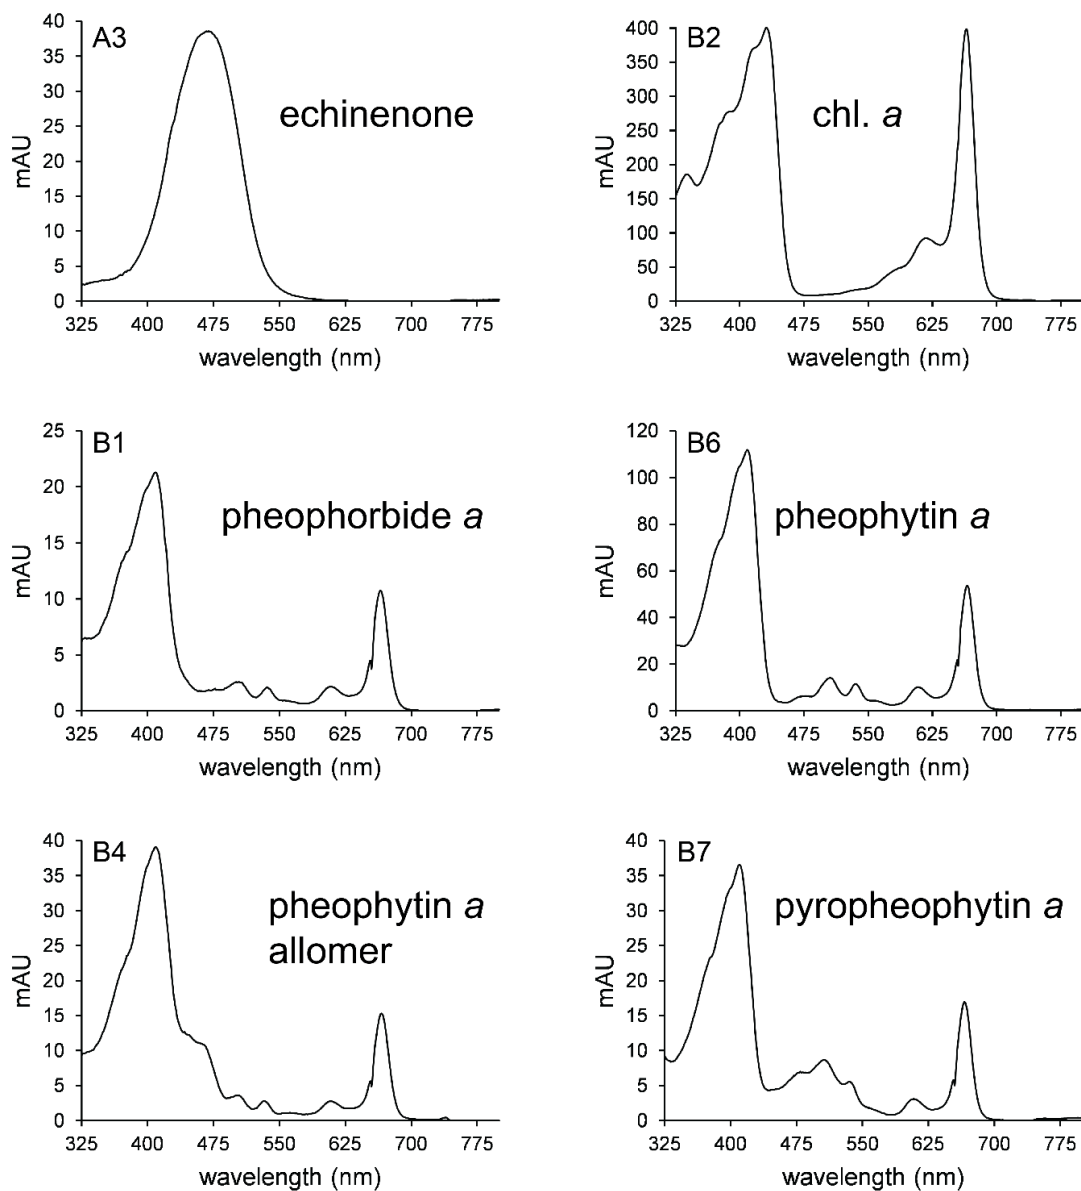 A3
echinenone
40
35
30
25
20
15
10
5
0
mAU
325 400 475 550 625 700 775
wavelength (nm)
B2
chl. a
400
350
300
250
200
150
100
50
0
mAU
325 400 475 550 625 700 775
wavelength (nm)
B1
pheophorbide a
25
20
15
10
5
0
mAU
325 400 475 550 625 700 775
wavelength (nm)
B6
pheophytin a
120
100
80
60
40
20
0
mAU
325 400 475 550 625 700 775
wavelength (nm)
B4
pheophytin a
allomer
40
35
30
25
20
15
10
5
0
mAU
325 400 475 550 625 700 775
wavelength (nm)
B7
pyropheophytin a
40
35
30
25
20
15
10
5
0
mAU
325 400 475 550 625 700 775
wavelength (nm)